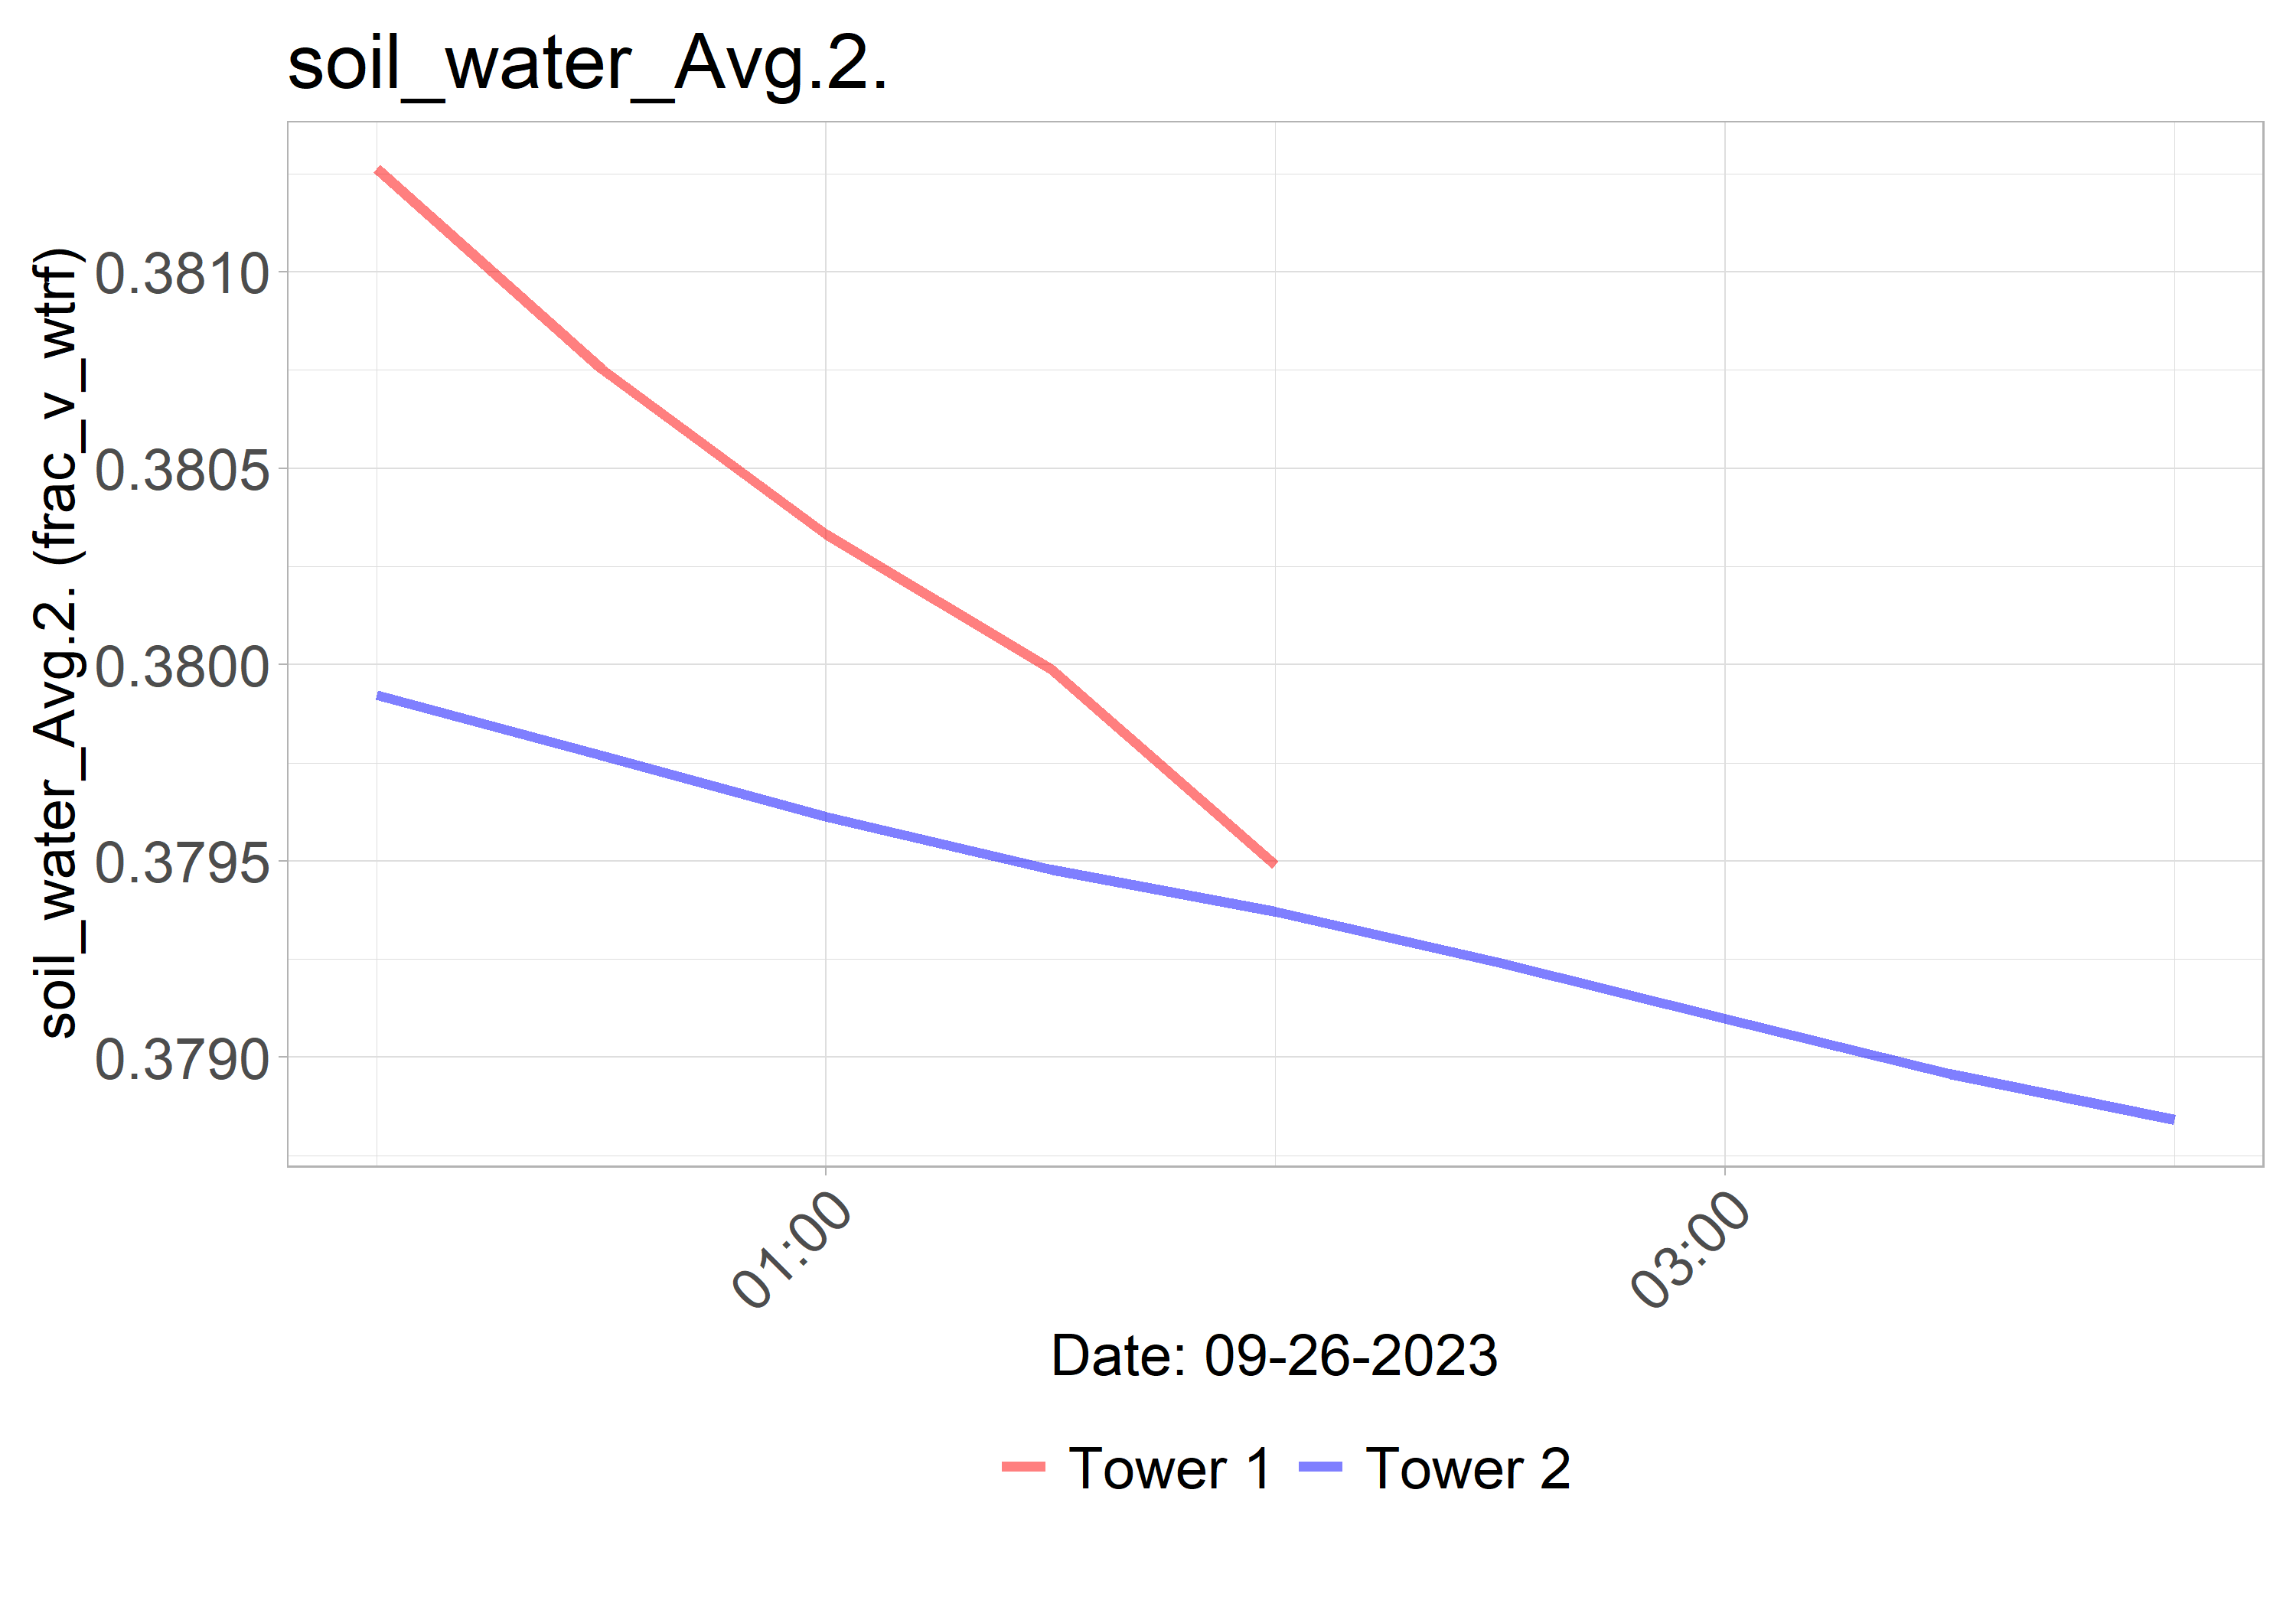 soil_water_Avg.2.
soil_water_Avg.2. (frac_v_wtrf)
0.3810
0.3805
0.3800
0.3795
0.3790
01:00
03:00
Date: 09-26-2023
Tower 1
Tower 2